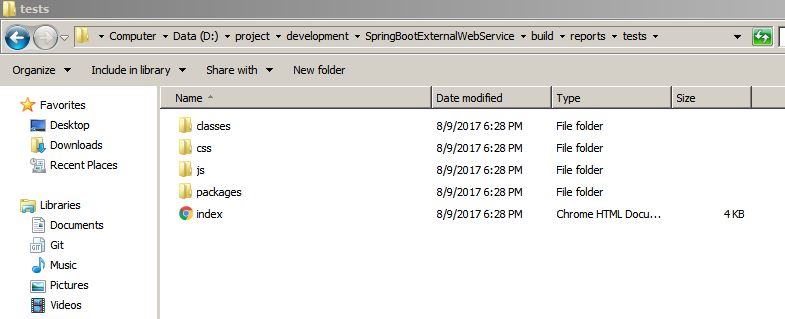 tests
Computer Data (D:) project development SpringBootExternalWebService build reports tests
Organize Include in library Share with New folder
Name Date modified Type Size
Favorites
Desktop
Downloads
Recent Places
Libraries
Documents
Git
Music
Pictures
Videos
classes 8/9/2017 6:28 PM File folder
css 8/9/2017 6:28 PM File folder
js 8/9/2017 6:28 PM File folder
packages 8/9/2017 6:28 PM File folder
index 8/9/2017 6:28 PM Chrome HTML Docu... 4 KB